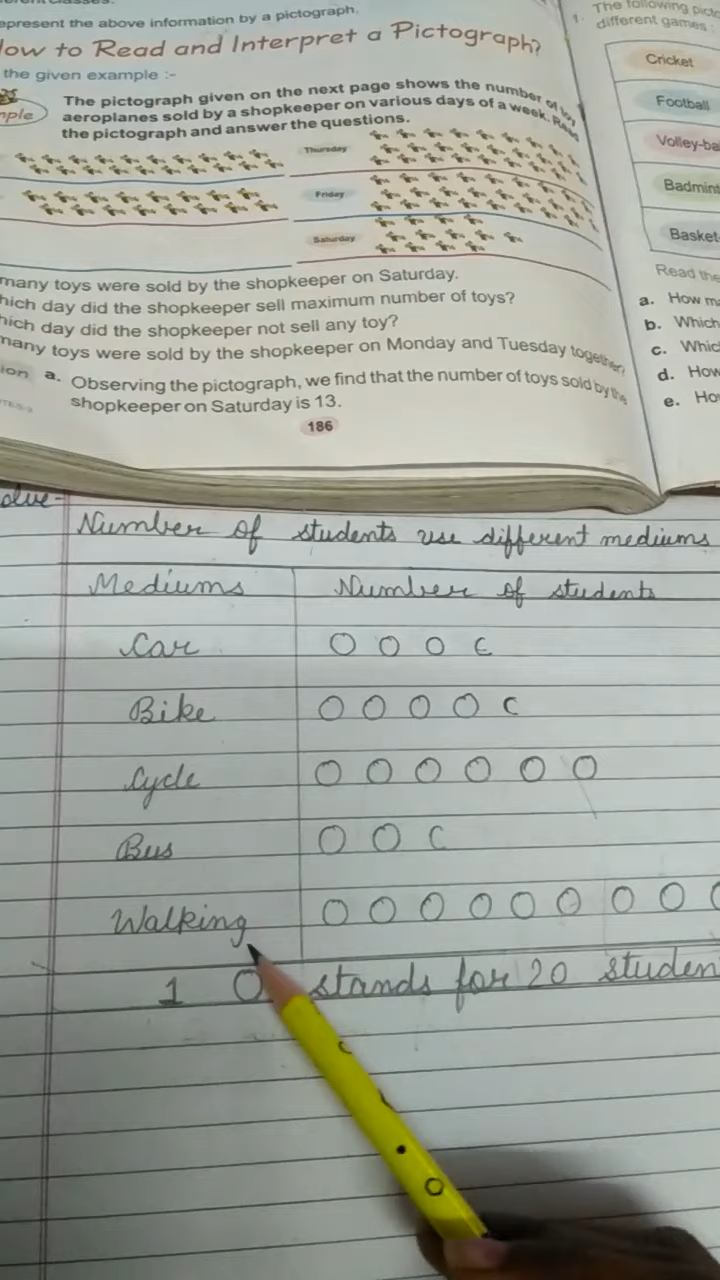 epresent the above information by a pictograph.
How to Read and Interpret a Pictograph?
the given example :-
The pictograph given on the next page shows the number of toy
aeroplanes sold by a shopkeeper on various days of a week. Read
the pictograph and answer the questions.
Thursday
Friday
Saturday
many toys were sold by the shopkeeper on Saturday.
hich day did the shopkeeper sell maximum number of toys?
hich day did the shopkeeper not sell any toy?
many toys were sold by the shopkeeper on Monday and Tuesday together?
ion a. Observing the pictograph, we find that the number of toys sold by the
shopkeeper on Saturday is 13.
186
1. The following pict
different games :
Cricket
Football
Volley-ba
Badmint
Basket-
Read the
a. How ma
b. Which
c. Whic
d. How
e. Ho
olve-
Number of students use different mediums
Mediums Number of students
Car
Bike
Cycle
Bus
Walking
1 O stands for 20 studen